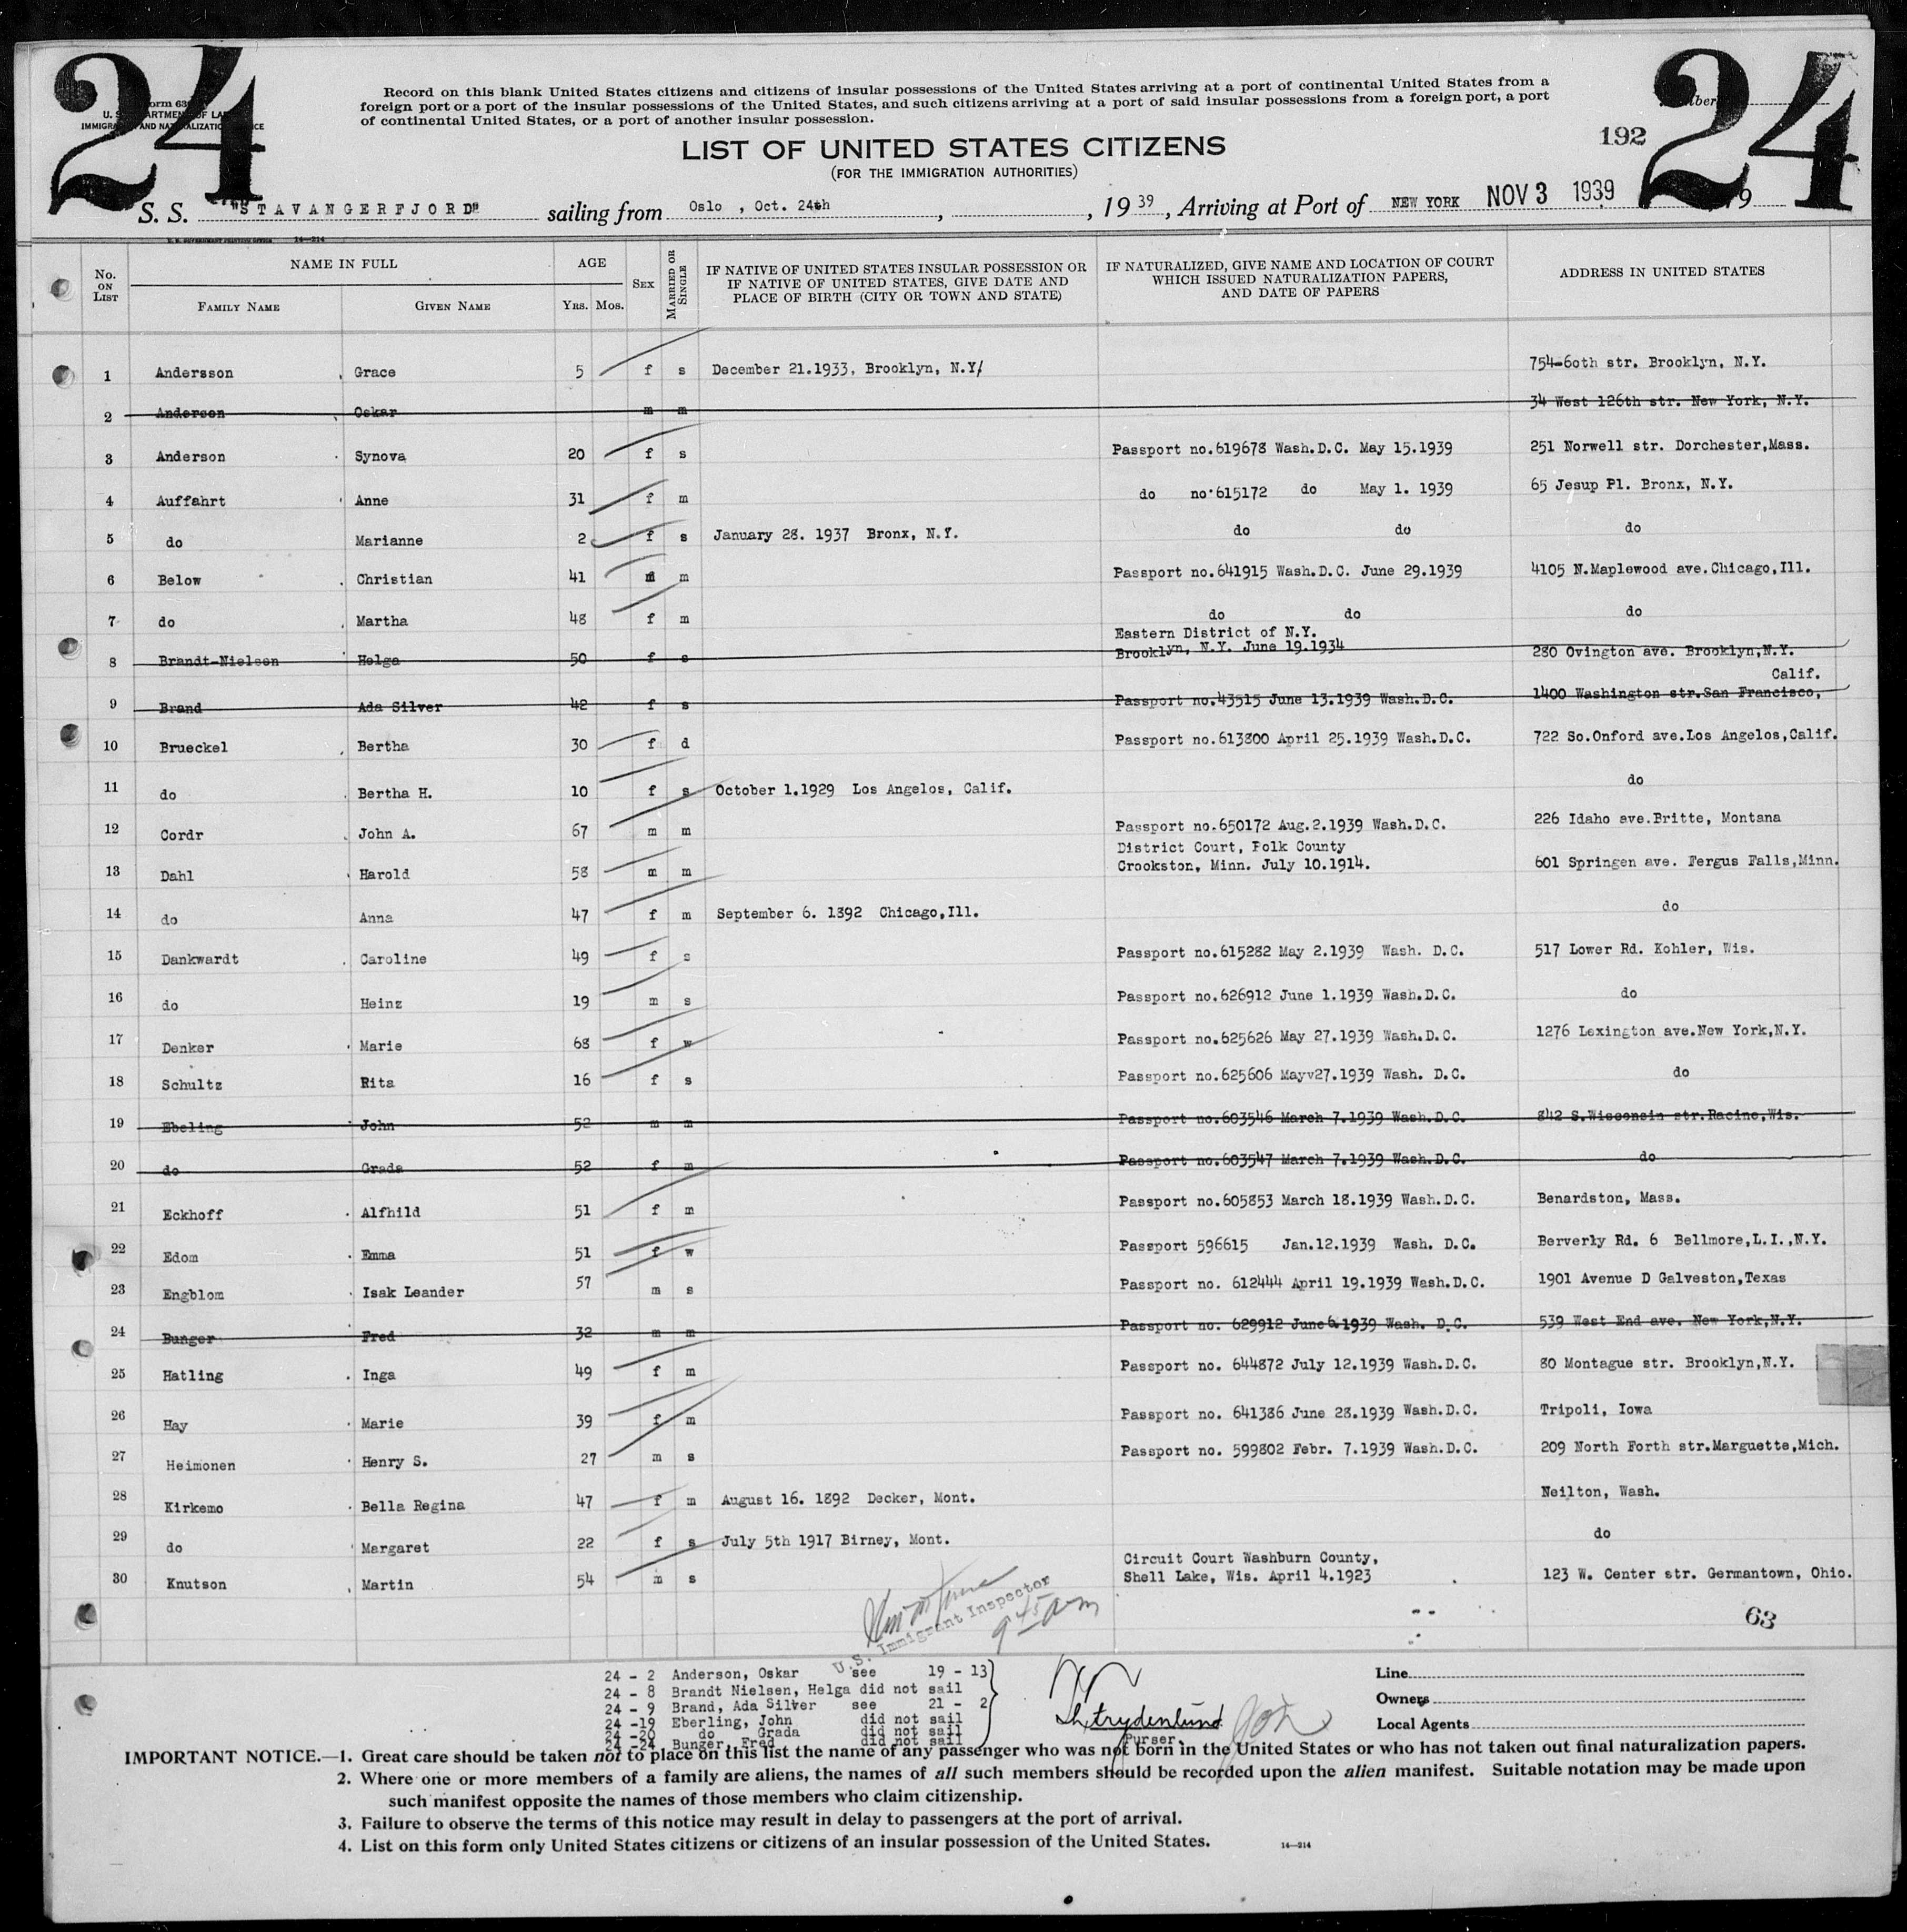 24
24
Form 63
U. S. DEPARTMENT OF LA
IMMIGRATION AND NATURALIZATION SERVICE
Record on this blank United States citizens and citizens of insular possessions of the United States arriving at a port of continental United States from a
foreign port or a port of the insular possessions of the United States, and such citizens arriving at a port of said insular possessions from a foreign port, a port
of continental United States, or a port of another insular possession.
192
LIST OF UNITED STATES CITIZENS
(FOR THE IMMIGRATION AUTHORITIES)
S. S. "STAVANGERFJORD" sailing from Oslo , Oct. 24th , , 19 39 , Arriving at Port of NEW YORK NOV 3 1939 , 19
U. S. GOVERNMENT PRINTING OFFICE 14—214
No. ON LIST NAME IN FULL AGE SEX MARRIED OR SINGLE IF NATIVE OF UNITED STATES INSULAR POSSESSION OR IF NATIVE OF UNITED STATES, GIVE DATE AND PLACE OF BIRTH (CITY OR TOWN AND STATE) IF NATURALIZED, GIVE NAME AND LOCATION OF COURT WHICH ISSUED NATURALIZATION PAPERS, AND DATE OF PAPERS ADDRESS IN UNITED STATES
FAMILY NAME GIVEN NAME YRS. MOS.
1 Andersson Grace 5 f s December 21.1933, Brooklyn, N.Y/ 754-60th str. Brooklyn, N.Y.
2 Anderson Oskar m m 34 West 126th str. New York, N.Y.
3 Anderson Synova 20 f s Passport no.619678 Wash.D.C. May 15.1939 251 Norwell str. Dorchester,Mass.
4 Auffahrt Anne 31 f m do no.615172 do May 1. 1939 65 Jesup Pl. Bronx, N.Y.
5 do Marianne 2 f s January 28. 1937 Bronx, N.Y. do do do
6 Below Christian 41 m m Passport no.641915 Wash.D.C. June 29.1939 4105 N.Maplewood ave.Chicago,Ill.
7 do Martha 48 f m do do do
Eastern District of N.Y.
8 Brandt-Nielsen Helga 50 f s Brooklyn, N.Y. June 19.1934 280 Ovington ave. Brooklyn,N.Y.
Calif.
9 Brand Ada Silver 42 f s Passport no.43515 June 13.1939 Wash.D.C. 1400 Washington str.San Francisco,
10 Brueckel Bertha 30 f d Passport no.613800 April 25.1939 Wash.D.C. 722 So.Onford ave.Los Angelos,Calif.
11 do Bertha H. 10 f s October 1.1929 Los Angelos, Calif. do
12 Cordr John A. 67 m m Passport no.650172 Aug.2.1939 Wash.D.C. 226 Idaho ave.Britte, Montana
District Court, Polk County
13 Dahl Harold 58 m m Crookston, Minn. July 10.1914. 601 Springen ave. Fergus Falls,Minn.
14 do Anna 47 f m September 6. 1892 Chicago,Ill. do
15 Dankwardt Caroline 49 f s Passport no.615282 May 2.1939 Wash. D.C. 517 Lower Rd. Kohler, Wis.
16 do Heinz 19 m s Passport no.626912 June 1.1939 Wash.D.C. do
17 Denker Marie 68 f w Passport no.625626 May 27.1939 Wash.D.C. 1276 Lexington ave.New York,N.Y.
18 Schultz Rita 16 f s Passport no.625606 Mayv27.1939 Wash. D.C. do
19 Ebeling John 52 m m Passport no.603546 March 7.1939 Wash.D.C. 842 S.Wisconsin str.Racine,Wis.
20 do Grada 52 f m Passport no.603547 March 7.1939 Wash.D.C. do
21 Eckhoff Alfhild 51 f m Passport no.605853 March 18.1939 Wash.D.C. Benardston, Mass.
22 Edom Emma 51 f w Passport 596615 Jan.12.1939 Wash. D.C. Berverly Rd. 6 Bellmore,L.I.,N.Y.
23 Engblom Isak Leander 57 m s Passport no. 612444 April 19.1939 Wash.D.C. 1901 Avenue D Galveston,Texas
24 Bunger Fred 32 m m Passport no. 629912 June 6.1939 Wash. D.C. 539 West End ave. New York,N.Y.
25 Hatling Inga 49 f m Passport no. 644872 July 12.1939 Wash.D.C. 80 Montague str. Brooklyn,N.Y.
26 Hay Marie 39 f m Passport no. 641386 June 28.1939 Wash.D.C. Tripoli, Iowa
27 Heimonen Henry S. 27 m s Passport no. 599802 Febr. 7.1939 Wash.D.C. 209 North Forth str.Marguette,Mich.
28 Kirkemo Bella Regina 47 f m August 16. 1892 Decker, Mont. Neilton, Wash.
29 do Margaret 22 f s July 5th 1917 Birney, Mont. do
Circuit Court Washburn County,
30 Knutson Martin 54 m s Shell Lake, Wis. April 4.1923 123 W. Center str. Germantown, Ohio.
U.S. Immigrant Inspector
9 45 am
63
24 - 2 Anderson, Oskar see 19 - 13
24 - 8 Brandt Nielsen, Helga did not sail
24 - 9 Brand, Ada Silver see 21 - 2
24 -19 Eberling, John did not sail
24 -20 do Grada did not sail
24 -24 Bunger, Fred did not sail
Purser.
Line
Owners
Local Agents
IMPORTANT NOTICE.—1. Great care should be taken not to place on this list the name of any passenger who was not born in the United States or who has not taken out final naturalization papers.
2. Where one or more members of a family are aliens, the names of all such members should be recorded upon the alien manifest. Suitable notation may be made upon
such manifest opposite the names of those members who claim citizenship.
3. Failure to observe the terms of this notice may result in delay to passengers at the port of arrival.
4. List on this form only United States citizens or citizens of an insular possession of the United States.
14—214